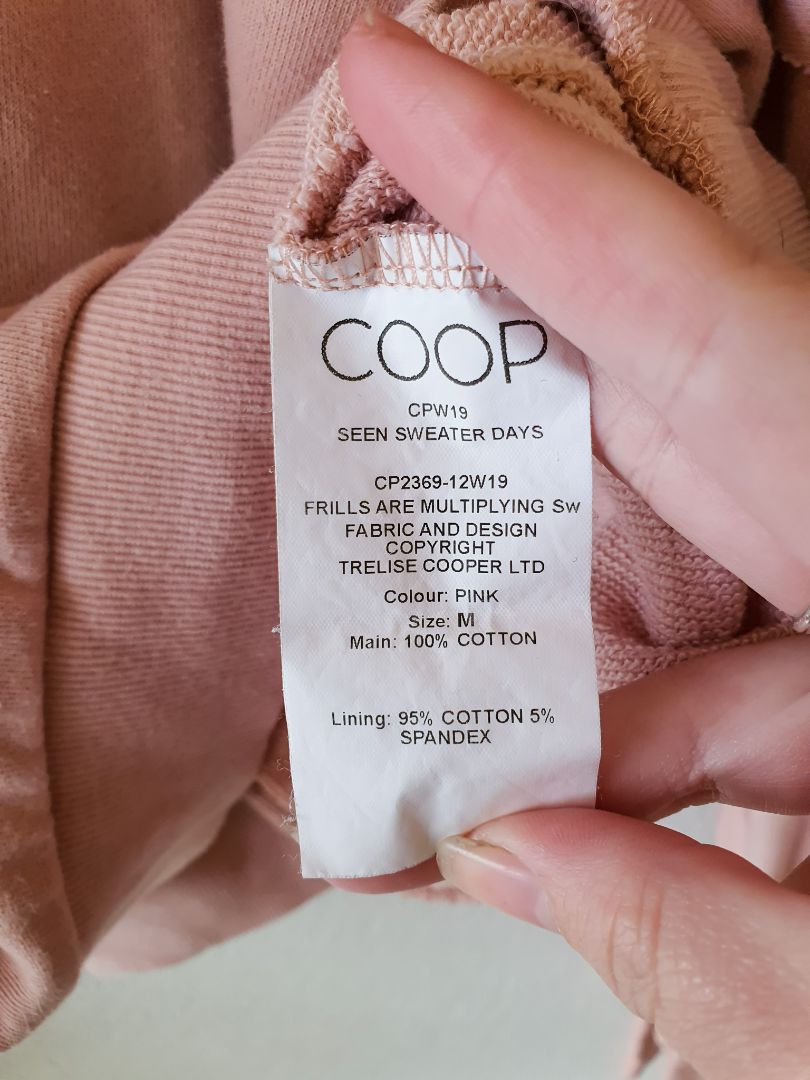 COOP
CPW19
SEEN SWEATER DAYS
CP2369-12W19
FRILLS ARE MULTIPLYING Sw
FABRIC AND DESIGN
COPYRIGHT
TRELISE COOPER LTD
Colour: PINK
Size: M
Main: 100% COTTON
Lining: 95% COTTON 5%
SPANDEX